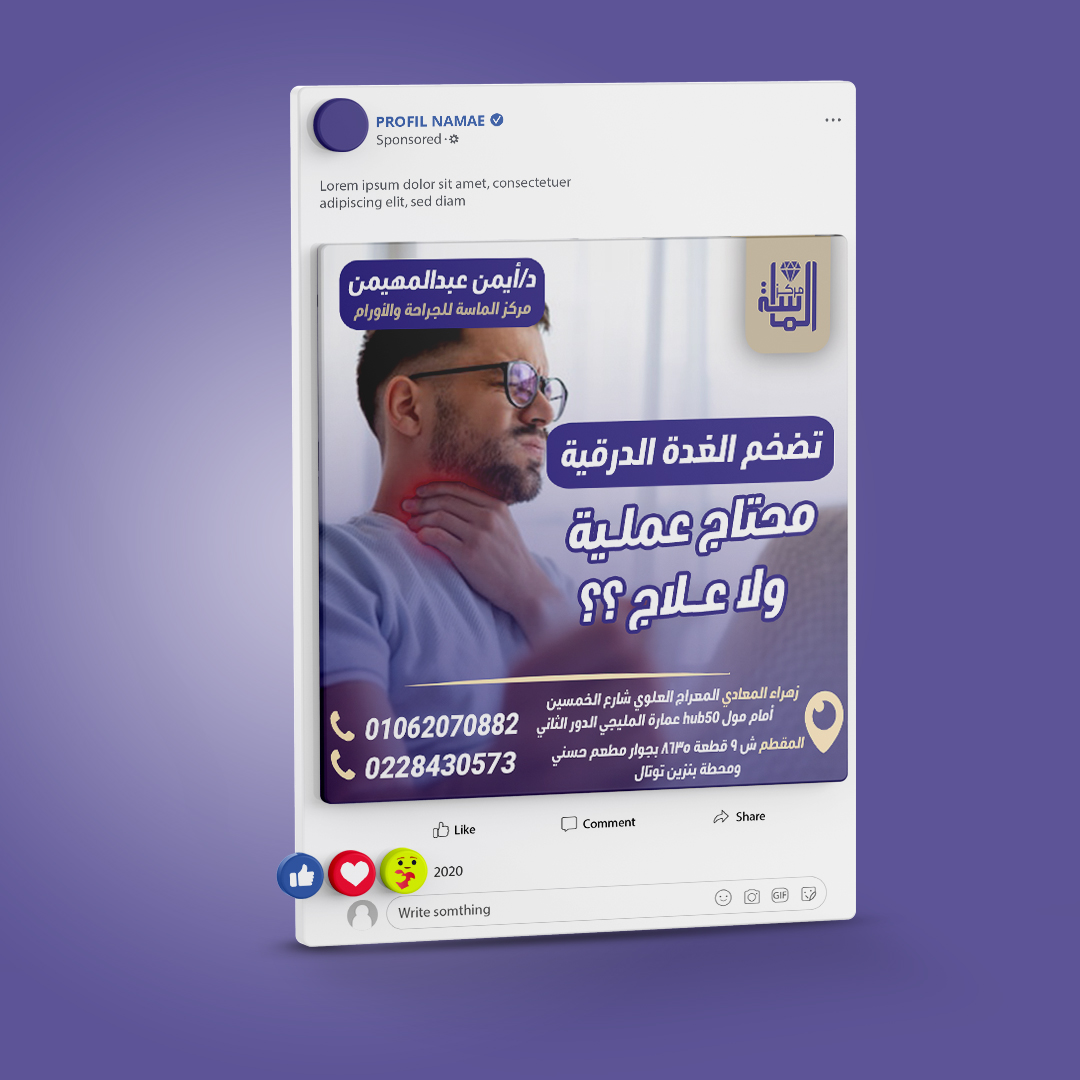 PROFIL NAMAE
Sponsored ·
Lorem ipsum dolor sit amet, consectetuer
adipiscing elit, sed diam
د/أيمن عبدالمهيمن
مركز الماسة للجراحة والأورام
مركز
الماسة
تضخم الغدة الدرقية
محتاج عملية
ولا علاج ؟؟
زهراء المعادي المعراج العلوي شارع الخمسين
أمام مول hub50 عمارة المليجي الدور الثاني
المقطم ش ٩ قطعة ٨٦٣٥ بجوار مطعم حسني
ومحطة بنزين توتال
01062070882
0228430573
Like
Comment
Share
2020
Write somthing
GIF